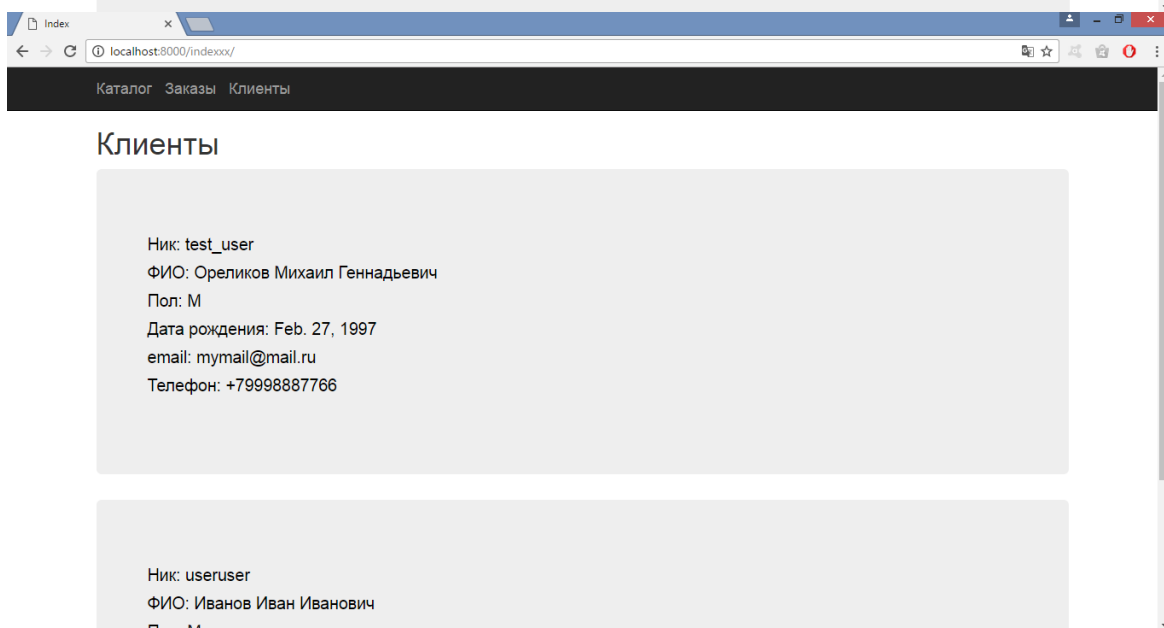 Index
localhost:8000/indexxx/
Каталог Заказы Клиенты
Клиенты
Ник: test_user
ФИО: Ореликов Михаил Геннадьевич
Пол: М
Дата рождения: Feb. 27, 1997
email: mymail@mail.ru
Телефон: +79998887766
Ник: useruser
ФИО: Иванов Иван Иванович